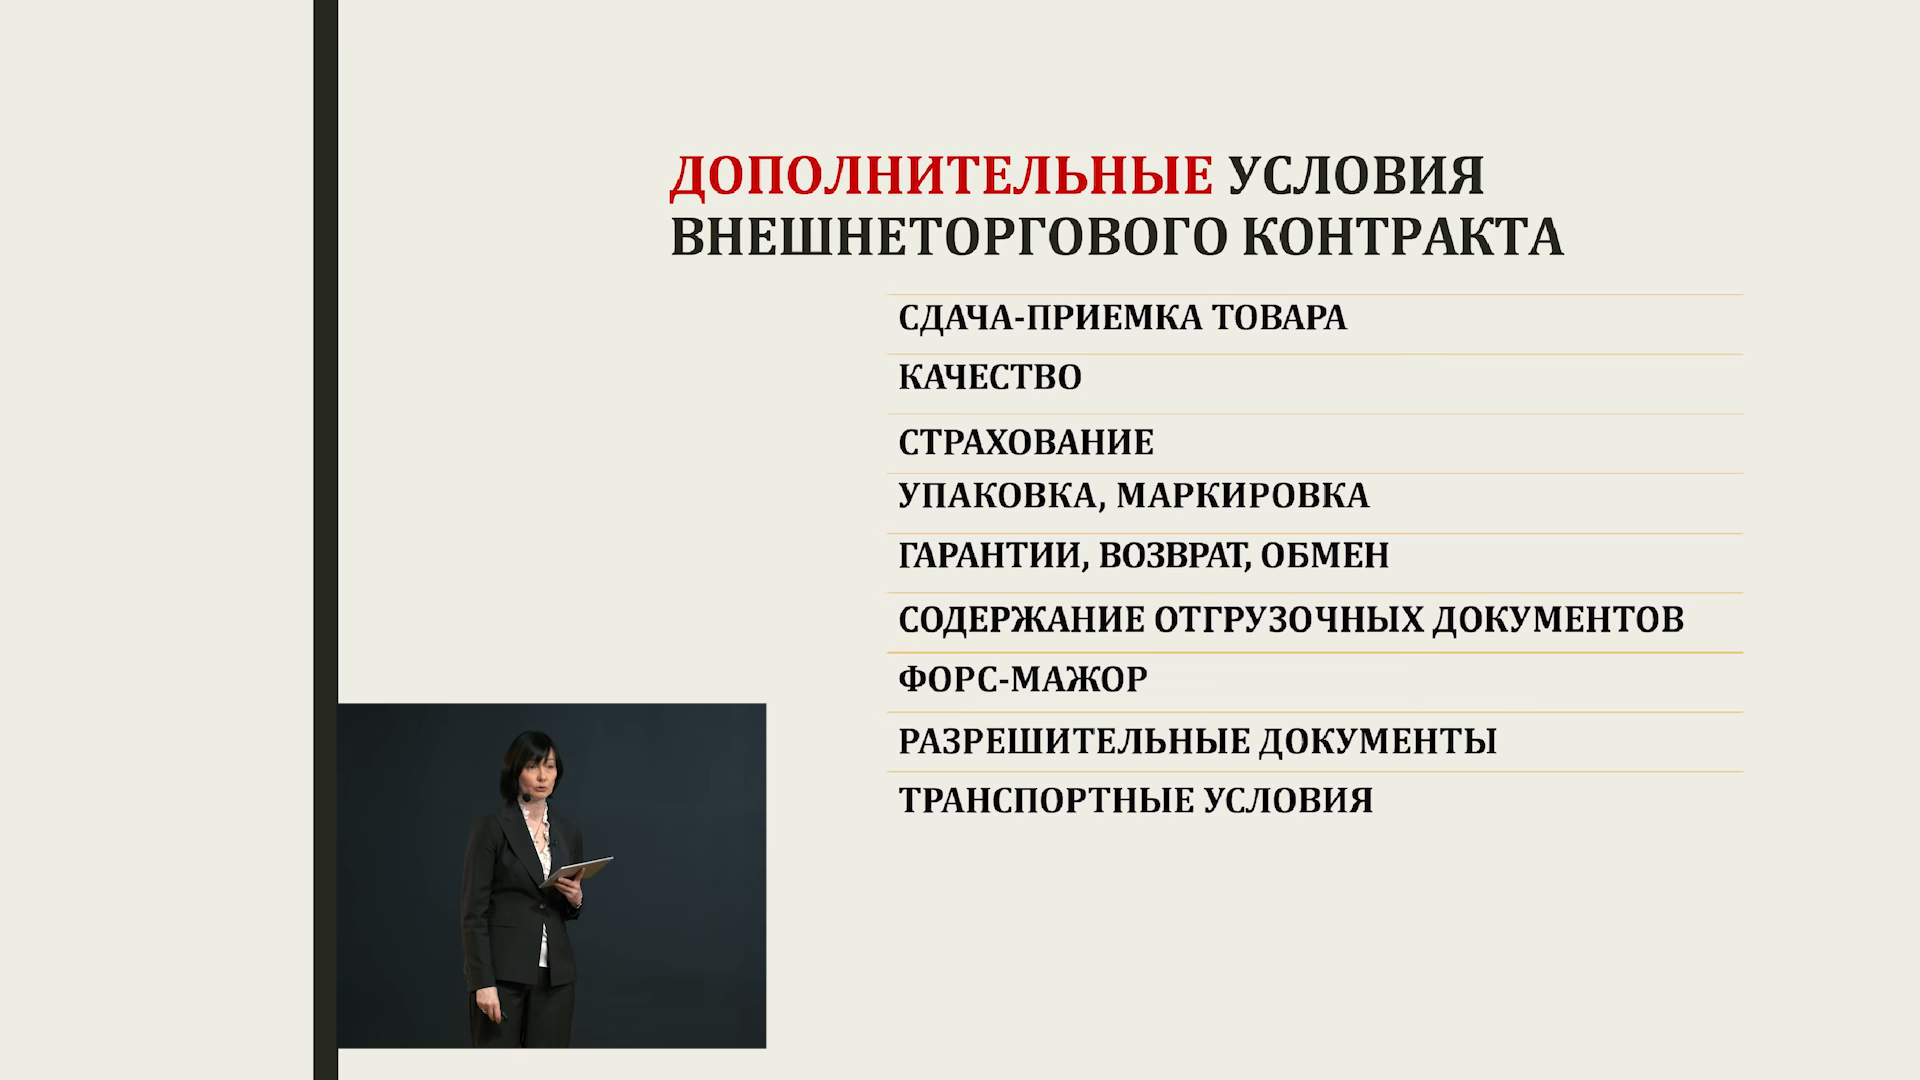 ДОПОЛНИТЕЛЬНЫЕ УСЛОВИЯ
ВНЕШНЕТОРГОВОГО КОНТРАКТА
СДАЧА-ПРИЕМКА ТОВАРА
КАЧЕСТВО
СТРАХОВАНИЕ
УПАКОВКА, МАРКИРОВКА
ГАРАНТИИ, ВОЗВРАТ, ОБМЕН
СОДЕРЖАНИЕ ОТГРУЗОЧНЫХ ДОКУМЕНТОВ
ФОРС-МАЖОР
РАЗРЕШИТЕЛЬНЫЕ ДОКУМЕНТЫ
ТРАНСПОРТНЫЕ УСЛОВИЯ